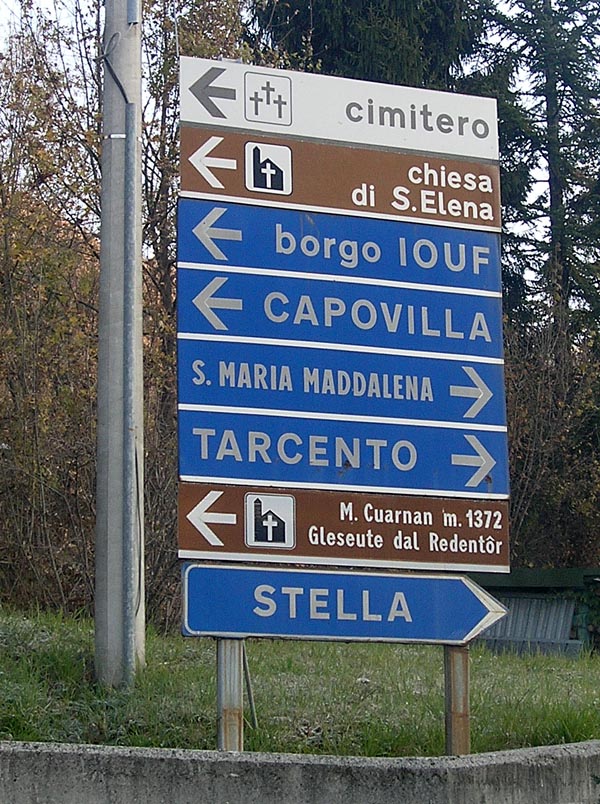 cimitero
chiesa
di S.Elena
borgo IOUF
CAPOVILLA
S. MARIA MADDALENA
TARCENTO
M. Cuarnan m. 1372
Gleseute dal Redentôr
STELLA